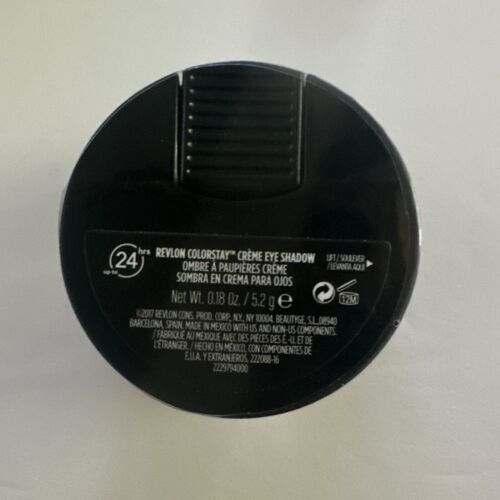 up to 24 hrs
REVLON COLORSTAY™ CRÈME EYE SHADOW
OMBRE À PAUPIÈRES CRÈME
SOMBRA EN CREMA PARA OJOS
Net Wt. 0.18 Oz. / 5.2 g ℮
LIFT / SOULEVER
/ LEVANTA AQUÍ
12M
©2017 REVLON CONS. PROD. CORP., N.Y., NY 10004. BEAUTYGE, S.L., 08940
BARCELONA, SPAIN. MADE IN MEXICO WITH US AND NON-US COMPONENTS.
/ FABRIQUÉ AU MEXIQUE AVEC DES PIÈCES DES É.-U. ET DE
L'ÉTRANGER. / HECHO EN MÉXICO, CON COMPONENTES DE
E.U.A. Y EXTRANJEROS. 222088-16
2229794000